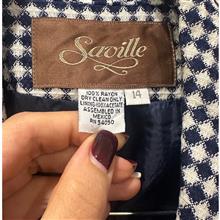 Saville
14
100% RAYON
DRY CLEAN ONLY
LINING 100% ACETATE
ASSEMBLED IN
MEXICO
RN 54050